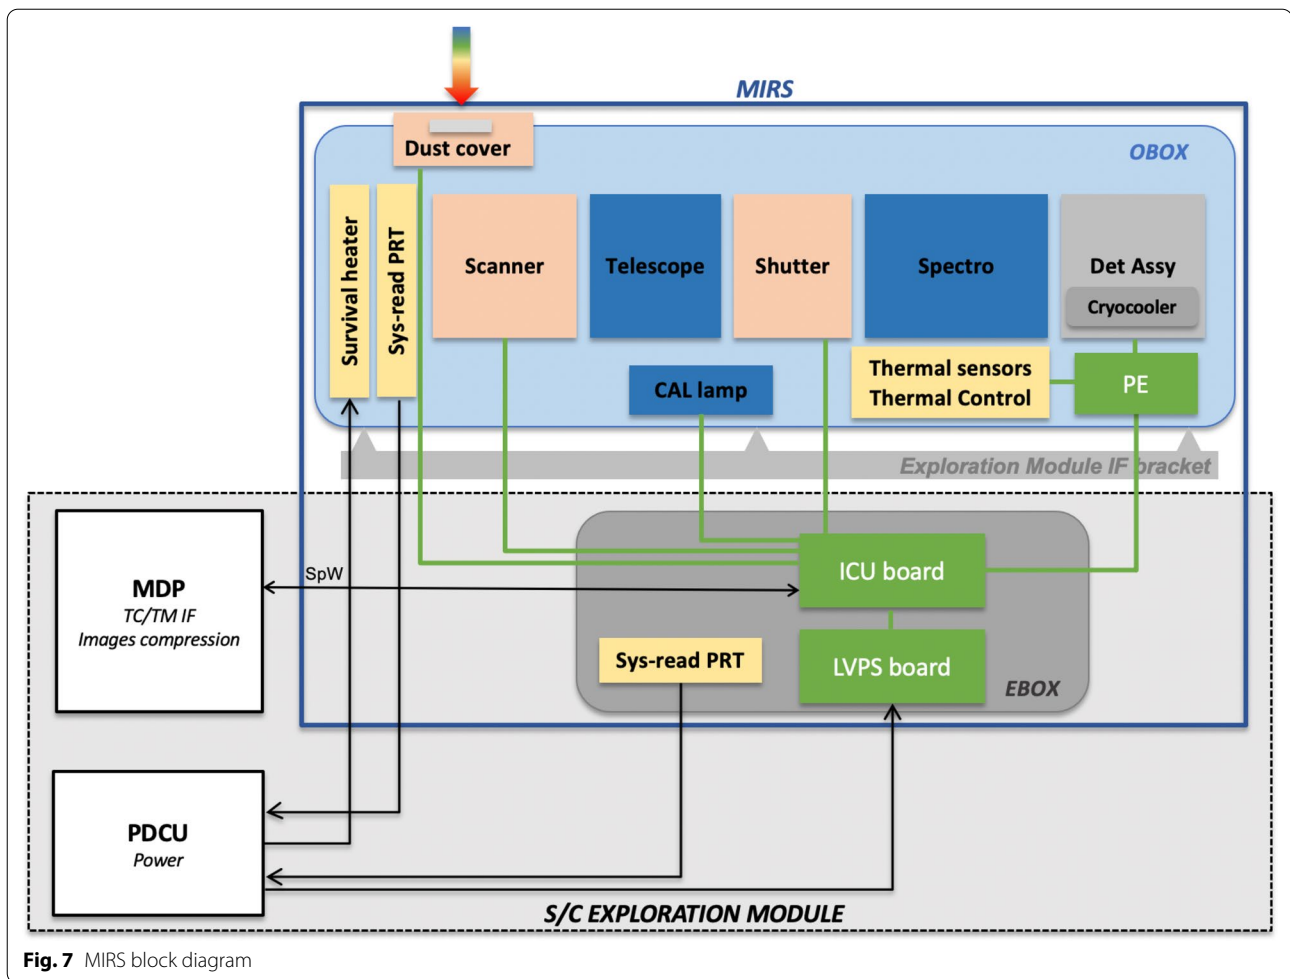 MIRS
Dust cover
OBOX
Survival heater
Sys-read PRT
Scanner
Telescope
Shutter
Spectro
Det Assy
Cryocooler
Thermal sensors
Thermal Control
PE
CAL lamp
Exploration Module IF bracket
MDP
TC/TM IF
Images compression
SpW
ICU board
Sys-read PRT
LVPS board
EBOX
PDCU
Power
S/C EXPLORATION MODULE
Fig. 7 MIRS block diagram